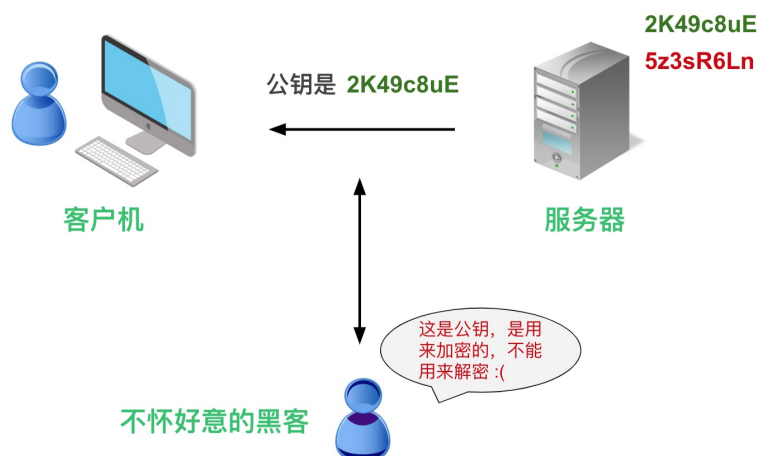 2K49c8uE
5z3sR6Ln
公钥是 2K49c8uE
客户机
服务器
这是公钥，是用
来加密的，不能
用来解密 :(
不怀好意的黑客